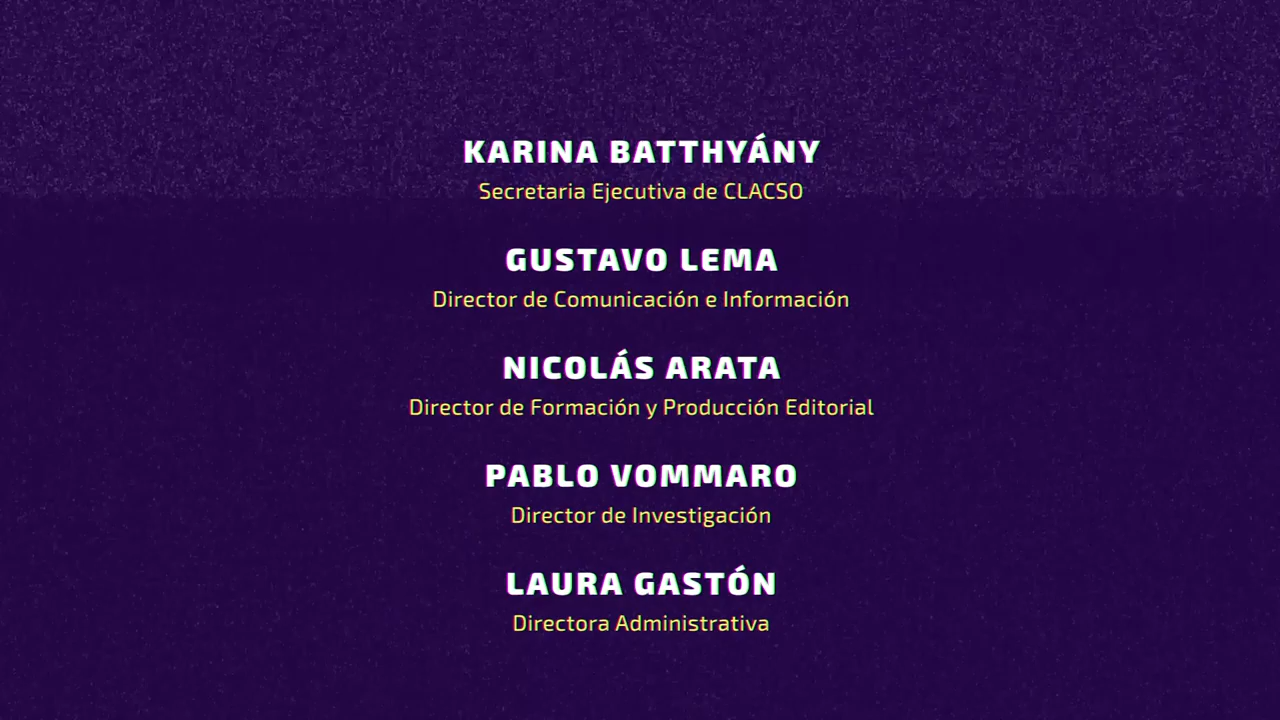 KARINA BATTHYÁNY
Secretaria Ejecutiva de CLACSO
GUSTAVO LEMA
Director de Comunicación e Información
NICOLÁS ARATA
Director de Formación y Producción Editorial
PABLO VOMMARO
Director de Investigación
LAURA GASTÓN
Directora Administrativa